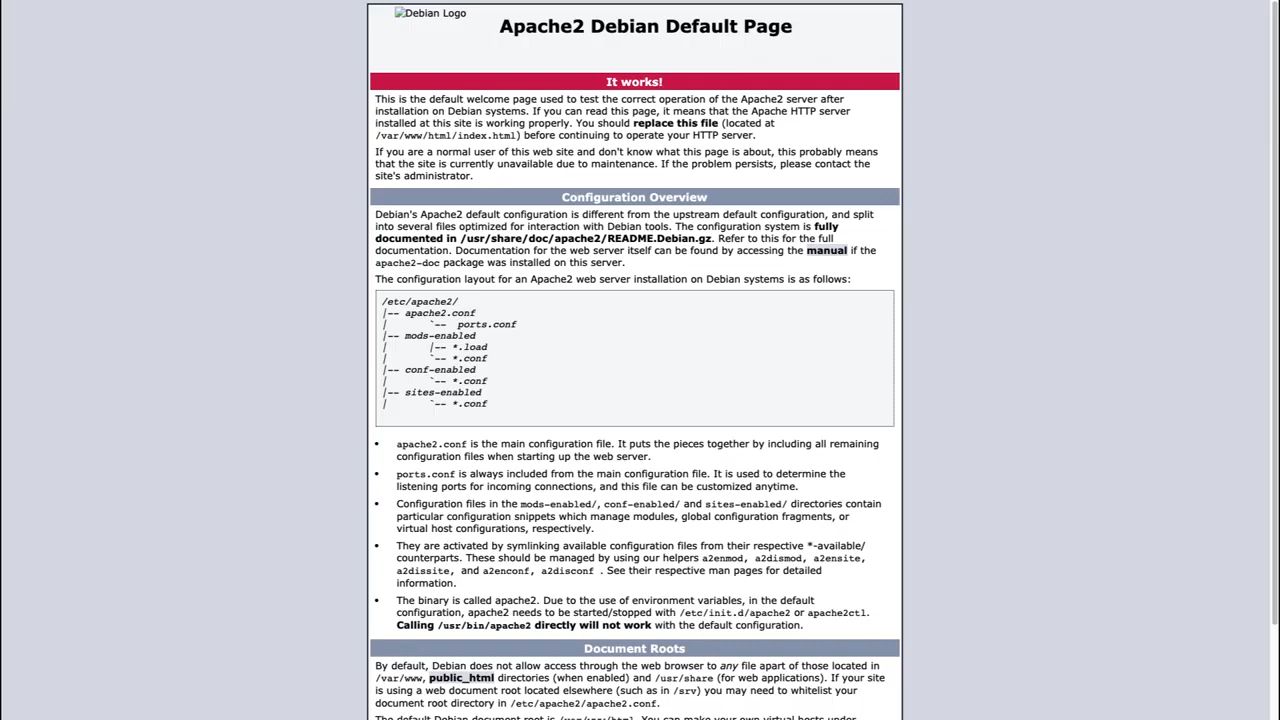 Debian Logo
Apache2 Debian Default Page
It works!
This is the default welcome page used to test the correct operation of the Apache2 server after
installation on Debian systems. If you can read this page, it means that the Apache HTTP server
installed at this site is working properly. You should replace this file (located at
/var/www/html/index.html) before continuing to operate your HTTP server.
If you are a normal user of this web site and don't know what this page is about, this probably means
that the site is currently unavailable due to maintenance. If the problem persists, please contact the
site's administrator.
Configuration Overview
Debian's Apache2 default configuration is different from the upstream default configuration, and split
into several files optimized for interaction with Debian tools. The configuration system is fully
documented in /usr/share/doc/apache2/README.Debian.gz. Refer to this for the full
documentation. Documentation for the web server itself can be found by accessing the manual if the
apache2-doc package was installed on this server.
The configuration layout for an Apache2 web server installation on Debian systems is as follows:
/etc/apache2/
|-- apache2.conf
|       `--  ports.conf
|-- mods-enabled
|       |-- *.load
|       `-- *.conf
|-- conf-enabled
|       `-- *.conf
|-- sites-enabled
|       `-- *.conf
• apache2.conf is the main configuration file. It puts the pieces together by including all remaining
configuration files when starting up the web server.
• ports.conf is always included from the main configuration file. It is used to determine the
listening ports for incoming connections, and this file can be customized anytime.
• Configuration files in the mods-enabled/, conf-enabled/ and sites-enabled/ directories contain
particular configuration snippets which manage modules, global configuration fragments, or
virtual host configurations, respectively.
• They are activated by symlinking available configuration files from their respective *-available/
counterparts. These should be managed by using our helpers a2enmod, a2dismod, a2ensite,
a2dissite, and a2enconf, a2disconf . See their respective man pages for detailed
information.
• The binary is called apache2. Due to the use of environment variables, in the default
configuration, apache2 needs to be started/stopped with /etc/init.d/apache2 or apache2ctl.
Calling /usr/bin/apache2 directly will not work with the default configuration.
Document Roots
By default, Debian does not allow access through the web browser to any file apart of those located in
/var/www, public_html directories (when enabled) and /usr/share (for web applications). If your site
is using a web document root located elsewhere (such as in /srv) you may need to whitelist your
document root directory in /etc/apache2/apache2.conf.
The default Debian document root is /var/www/html. You can make your own virtual hosts under